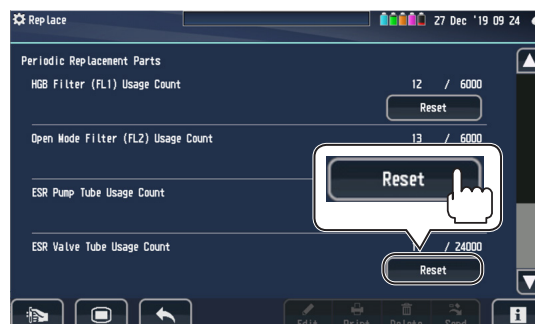 Replace 27 Dec '19 09 24
Periodic Replacement Parts
HGB Filter (FL1) Usage Count 12 / 6000
Reset
Open Mode Filter (FL2) Usage Count 13 / 6000
Reset
ESR Pump Tube Usage Count
ESR Valve Tube Usage Count / 24000
Reset
Edit Print Delete Send
i